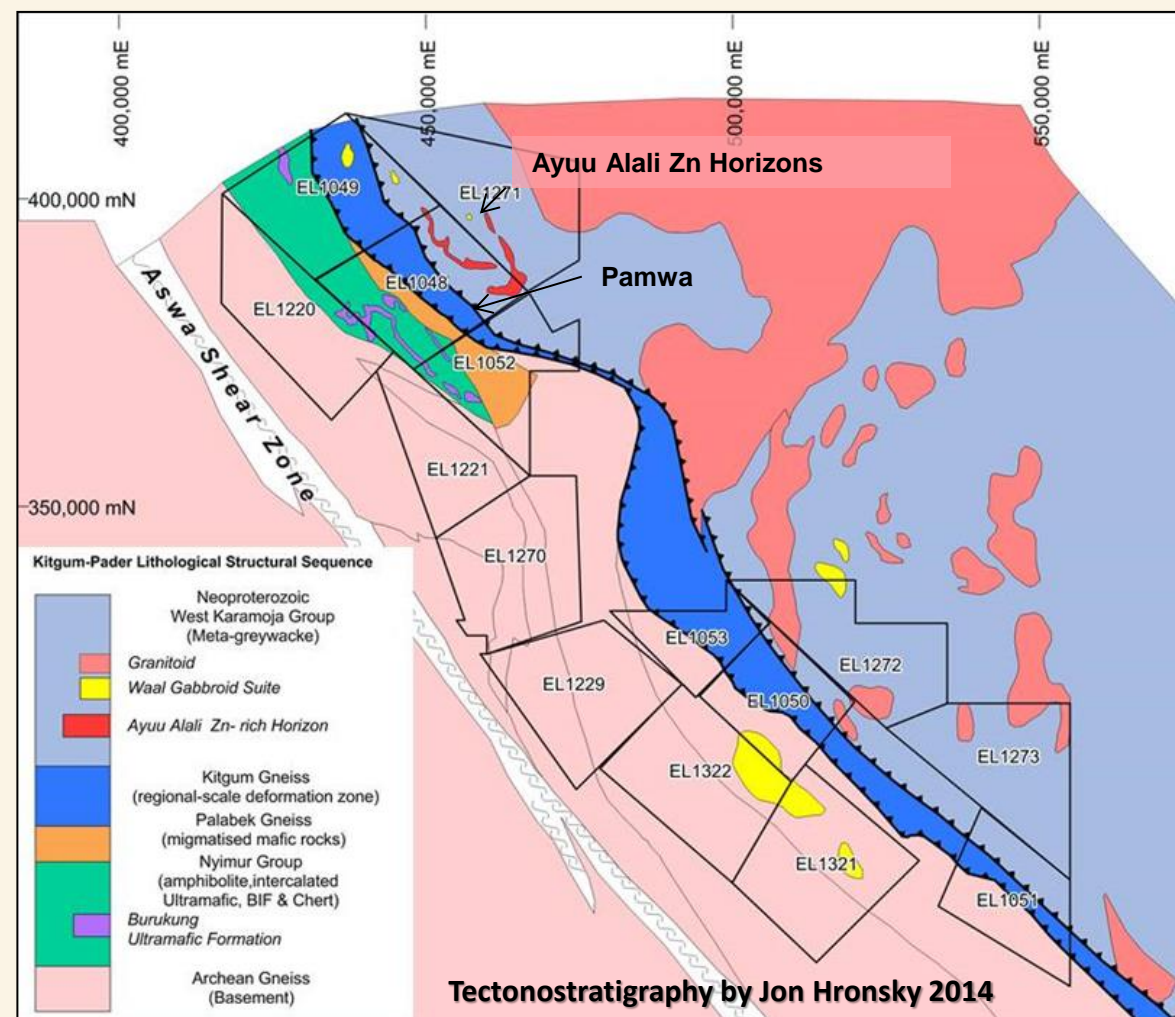 400,000 mE
450,000 mE
500,000 mE
550,000 mE
Ayuu Alali Zn Horizons
EL1049
EL1271
400,000 mN
Pamwa
EL1048
EL1220
Aswa Shear Zone
EL1052
EL1221
350,000 mN
EL1270
Kitgum-Pader Lithological Structural Sequence
Neoproterozoic
West Karamoja Group
(Meta-greywacke)
Granitoid
Waal Gabbroid Suite
Ayuu Alali Zn- rich Horizon
Kitgum Gneiss
(regional-scale deformation zone)
Palabek Gneiss
(migmatised mafic rocks)
Nyimur Group
(amphibolite,intercalated
Ultramafic, BIF & Chert)
Burukung
Ultramafic Formation
Archean Gneiss
(Basement)
EL1053
EL1272
EL1229
EL1050
EL1273
EL1322
EL1321
EL1051
Tectonostratigraphy by Jon Hronsky 2014